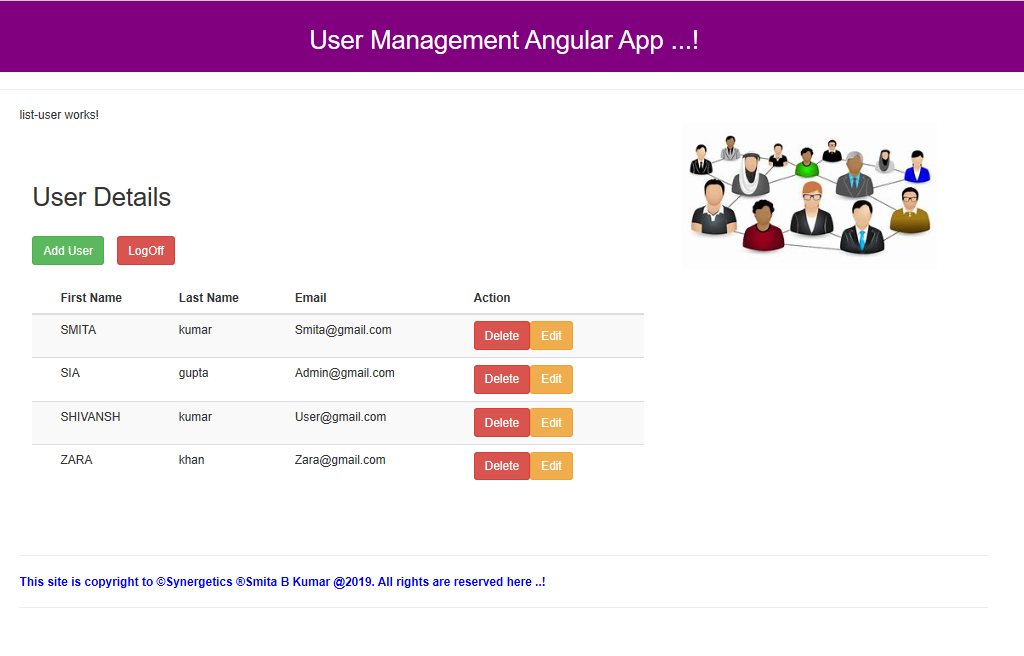 User Management Angular App ...!
list-user works!
User Details
Add User LogOff
First Name Last Name Email Action
SMITA kumar Smita@gmail.com Delete Edit
SIA gupta Admin@gmail.com Delete Edit
SHIVANSH kumar User@gmail.com Delete Edit
ZARA khan Zara@gmail.com Delete Edit
This site is copyright to ©Synergetics ®Smita B Kumar @2019. All rights are reserved here ..!